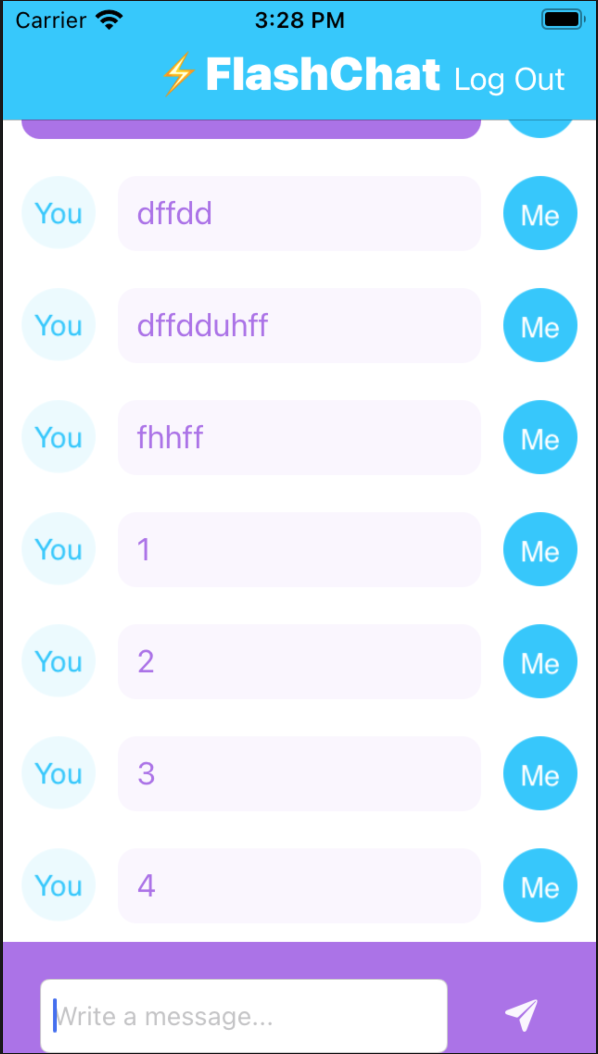 Carrier 3:28 PM
⚡FlashChat Log Out
You dffdd Me
You dffdduhff Me
You fhhff Me
You 1 Me
You 2 Me
You 3 Me
You 4 Me
Write a message...